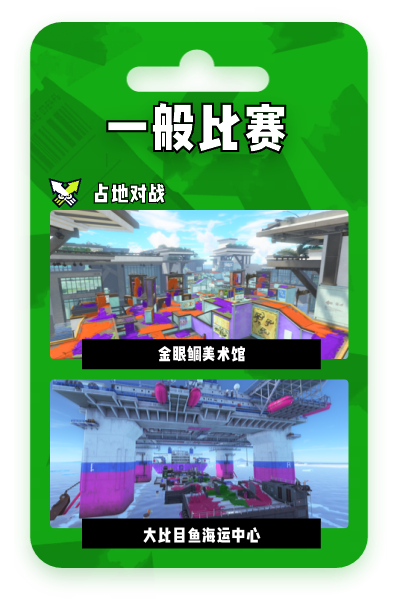 一般比赛
占地对战
金眼鲷美术馆
大比目鱼海运中心